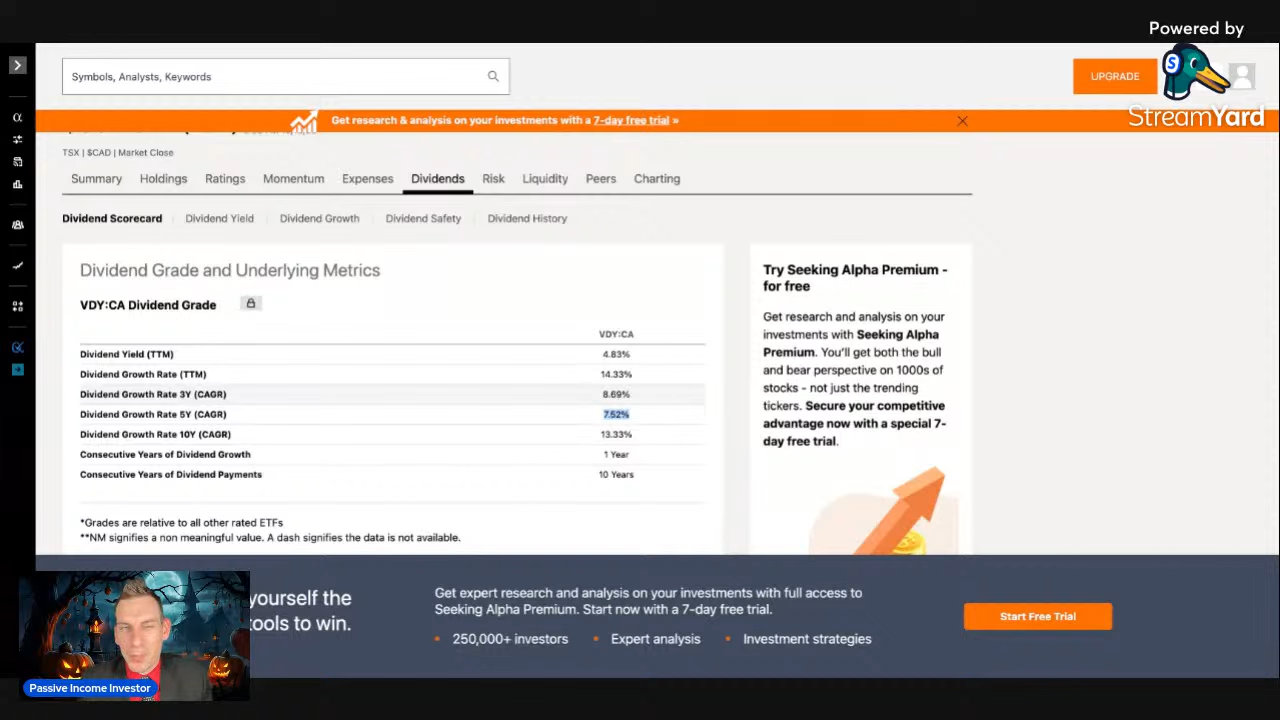 Powered by
StreamYard
Symbols, Analysts, Keywords
UPGRADE
Get research & analysis on your investments with a 7-day free trial »
TSX | $CAD | Market Close
Summary Holdings Ratings Momentum Expenses Dividends Risk Liquidity Peers Charting
Dividend Scorecard Dividend Yield Dividend Growth Dividend Safety Dividend History
Dividend Grade and Underlying Metrics
VDY:CA Dividend Grade
VDY:CA
Dividend Yield (TTM) 4.83%
Dividend Growth Rate (TTM) 14.33%
Dividend Growth Rate 3Y (CAGR) 8.69%
Dividend Growth Rate 5Y (CAGR) 7.52%
Dividend Growth Rate 10Y (CAGR) 13.33%
Consecutive Years of Dividend Growth 1 Year
Consecutive Years of Dividend Payments 10 Years
*Grades are relative to all other rated ETFs
**NM signifies a non meaningful value. A dash signifies the data is not available.
Try Seeking Alpha Premium -
for free
Get research and analysis on your
investments with Seeking Alpha
Premium. You'll get both the bull
and bear perspective on 1000s of
stocks - not just the trending
tickers. Secure your competitive
advantage now with a special 7-
day free trial.
yourself the
tools to win.
Get expert research and analysis on your investments with full access to
Seeking Alpha Premium. Start now with a 7-day free trial.
• 250,000+ investors • Expert analysis • Investment strategies
Start Free Trial
Passive Income Investor